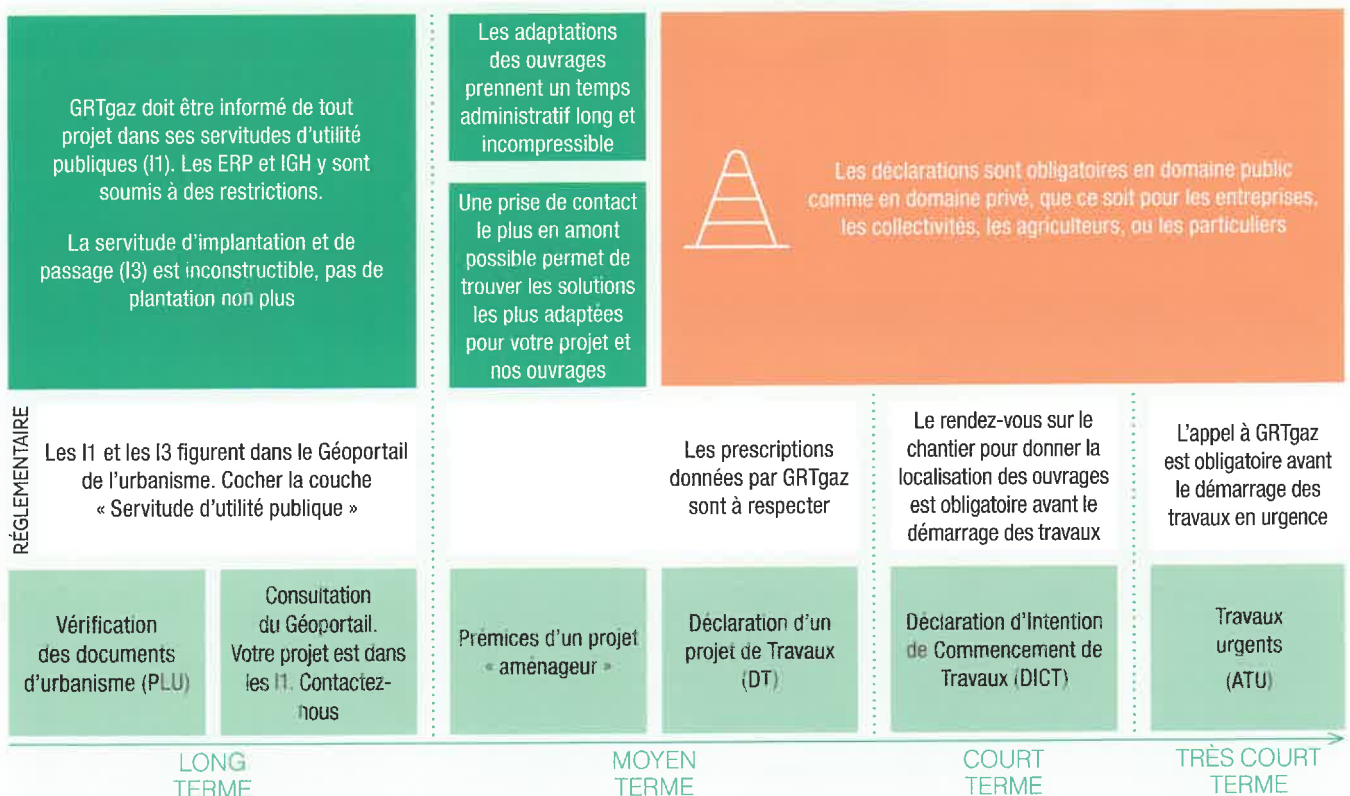 GRTgaz doit être informé de tout
projet dans ses servitudes d'utilité
publiques (I1). Les ERP et IGH y sont
soumis à des restrictions.
La servitude d'implantation et de
passage (I3) est inconstructible, pas de
plantation non plus
Les adaptations
des ouvrages
prennent un temps
administratif long et
incompressible
Une prise de contact
le plus en amont
possible permet de
trouver les solutions
les plus adaptées
pour votre projet et
nos ouvrages
Les déclarations sont obligatoires en domaine public
comme en domaine privé, que ce soit pour les entreprises,
les collectivités, les agriculteurs, ou les particuliers
RÉGLEMENTAIRE
Les I1 et les I3 figurent dans le Géoportail
de l'urbanisme. Cocher la couche
« Servitude d'utilité publique »
Les prescriptions
données par GRTgaz
sont à respecter
Le rendez-vous sur le
chantier pour donner la
localisation des ouvrages
est obligatoire avant le
démarrage des travaux
L'appel à GRTgaz
est obligatoire avant
le démarrage des
travaux en urgence
Vérification
des documents
d'urbanisme (PLU)
Consultation
du Géoportail.
Votre projet est dans
les I1. Contactez-
nous
Prémices d'un projet
« aménageur »
Déclaration d'un
projet de Travaux
(DT)
Déclaration d'Intention
de Commencement de
Travaux (DICT)
Travaux
urgents
(ATU)
LONG
TERME
MOYEN
TERME
COURT
TERME
TRÈS COURT
TERME